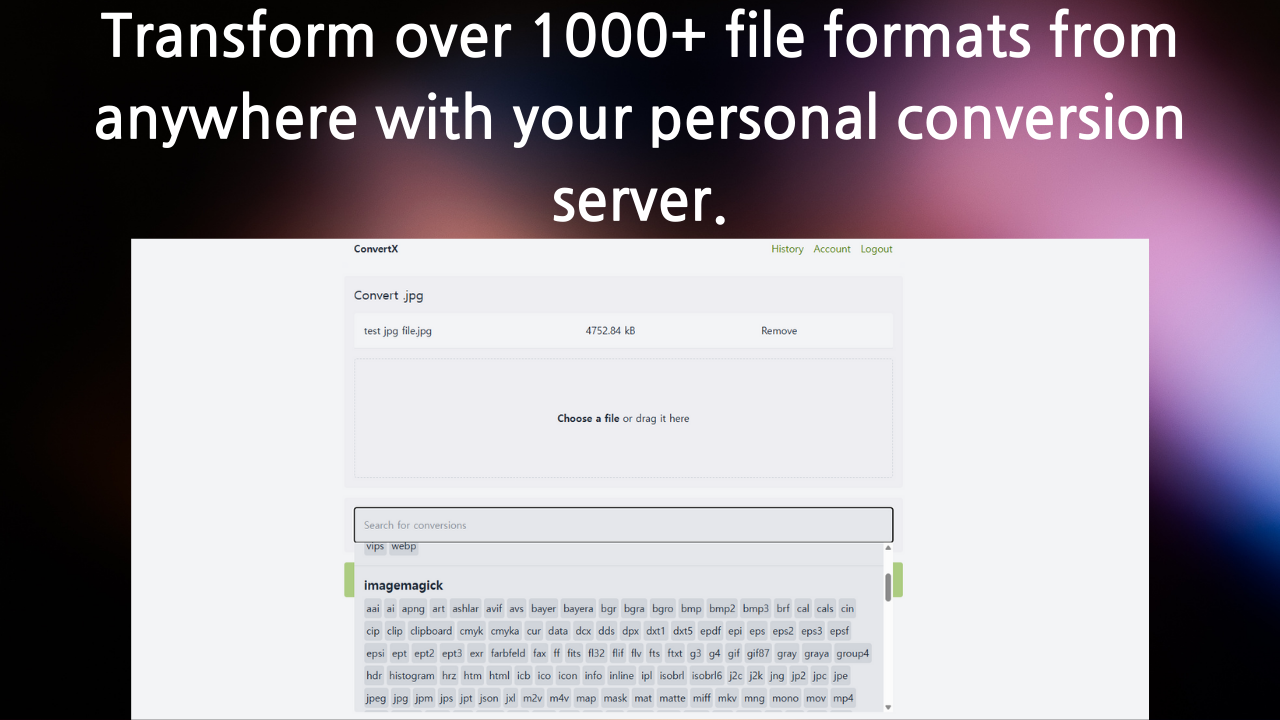 Transform over 1000+ file formats from
anywhere with your personal conversion
server.
ConvertX History Account Logout
Convert .jpg
test jpg file.jpg 4752.84 kB Remove
Choose a file or drag it here
Search for conversions
vips webp
imagemagick
aai ai apng art ashlar avif avs bayer bayera bgr bgra bgro bmp bmp2 bmp3 brf cal cals cin
cip clip clipboard cmyk cmyka cur data dcx dds dpx dxt1 dxt5 epdf epi eps eps2 eps3 epsf
epsi ept ept2 ept3 exr farbfeld fax ff fits fl32 flif flv fts ftxt g3 g4 gif gif87 gray graya group4
hdr histogram hrz htm html icb ico icon info inline ipl isobrl isobrl6 j2c j2k jng jp2 jpc jpe
jpeg jpg jpm jps jpt json jxl m2v m4v map mask mat matte miff mkv mng mono mov mp4